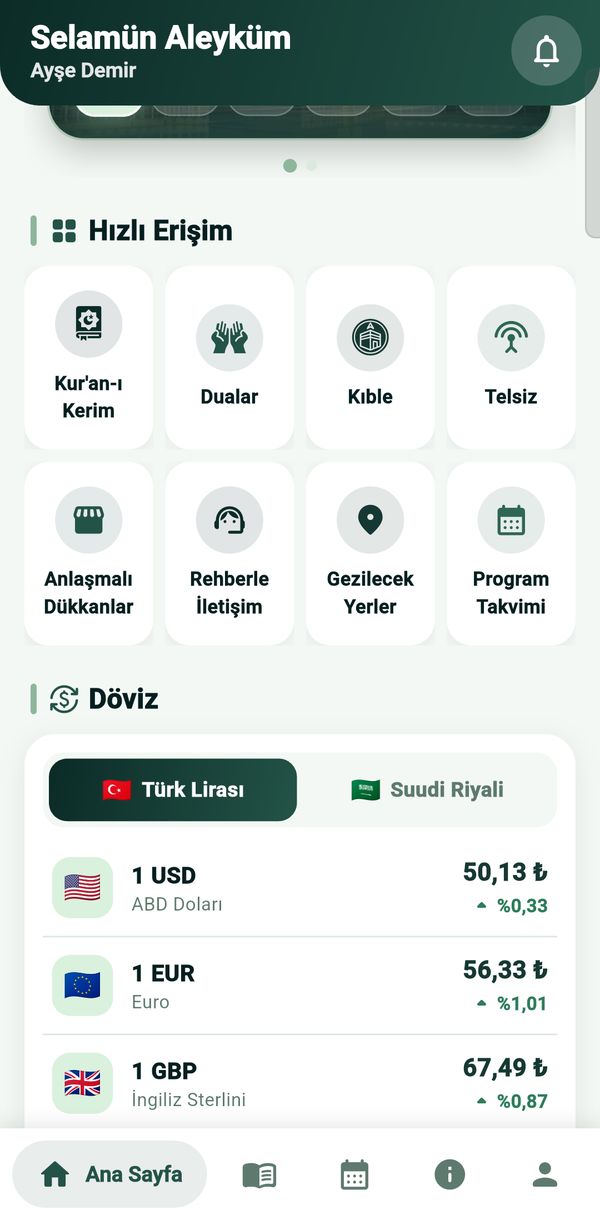 Selamün Aleyküm
Ayşe Demir
Hızlı Erişim
Kur'an-ı
Kerim
Dualar
Kıble
Telsiz
Anlaşmalı
Dükkanlar
Rehberle
İletişim
Gezilecek
Yerler
Program
Takvimi
Döviz
Türk Lirası
Suudi Riyali
1 USD
50,13 ₺
ABD Doları
%0,33
1 EUR
56,33 ₺
Euro
%1,01
1 GBP
67,49 ₺
İngiliz Sterlini
%0,87
Ana Sayfa